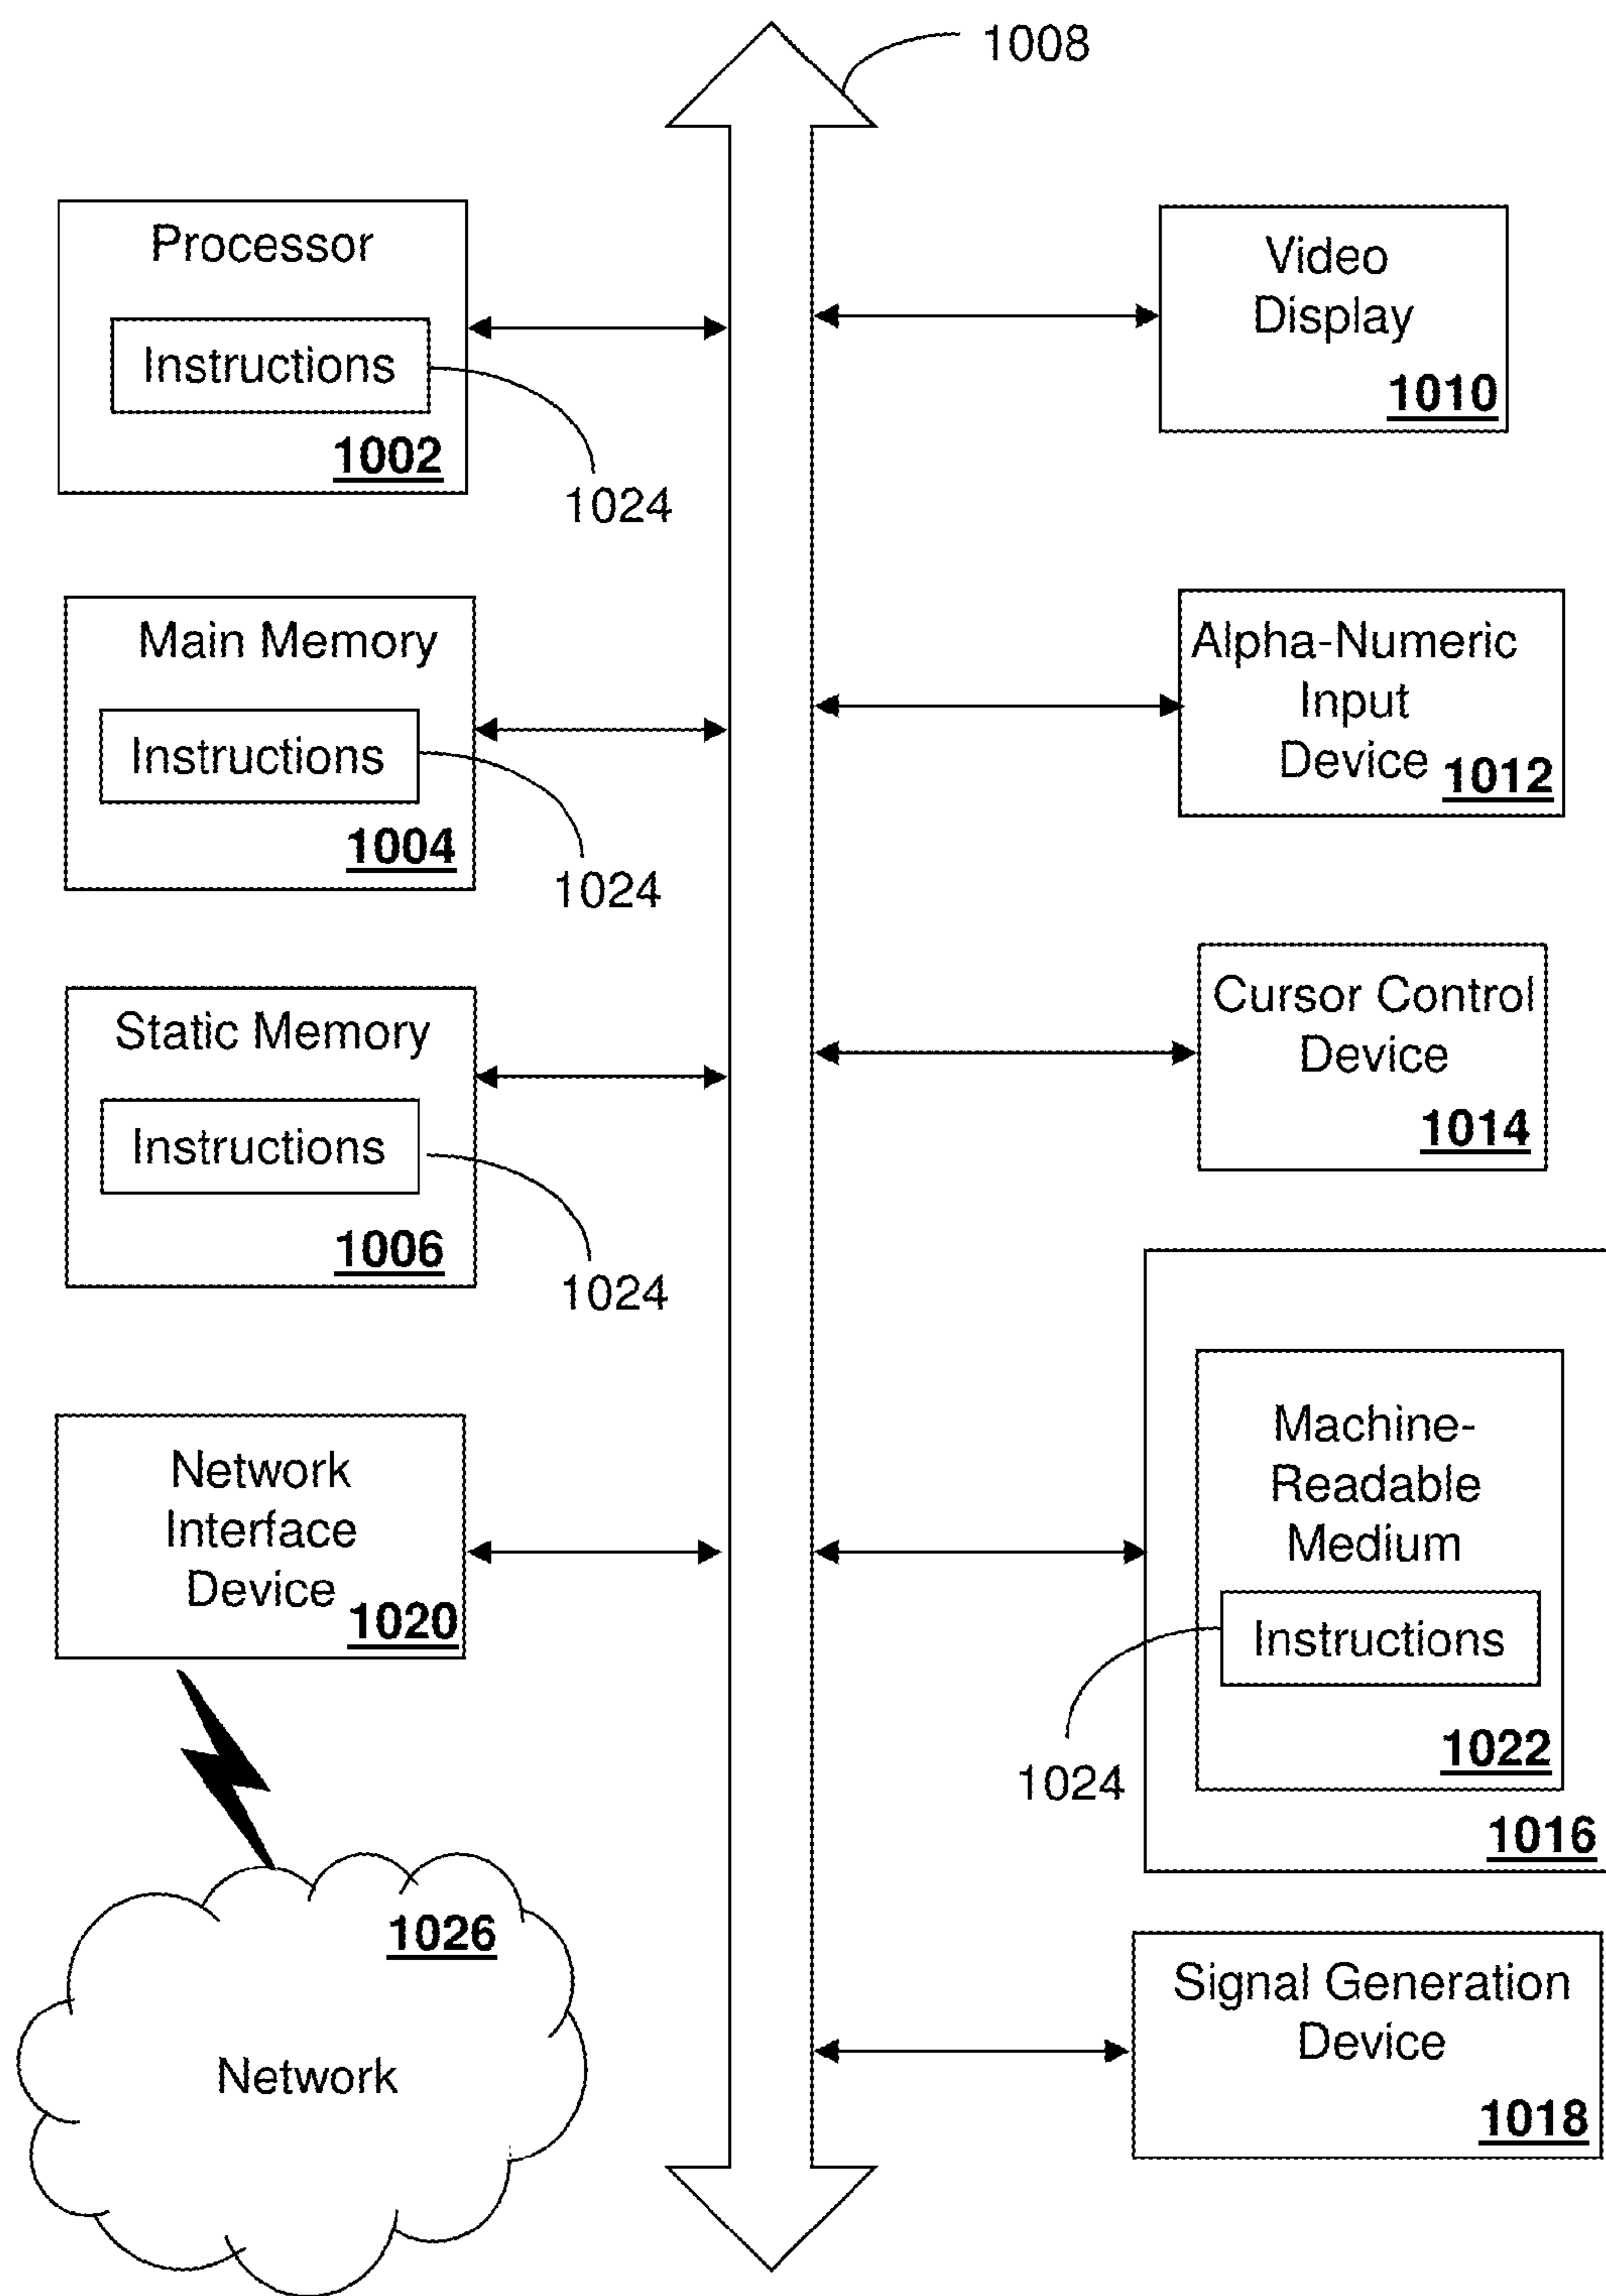 1008
Processor
Instructions
1002
1024
Main Memory
Instructions
1004
1024
Static Memory
Instructions
1006
1024
Network
Interface
Device
1020
1026
Network
Video
Display
1010
Alpha-Numeric
Input
Device
1012
Cursor Control
Device
1014
Machine-
Readable
Medium
Instructions
1022
1024
1016
Signal Generation
Device
1018